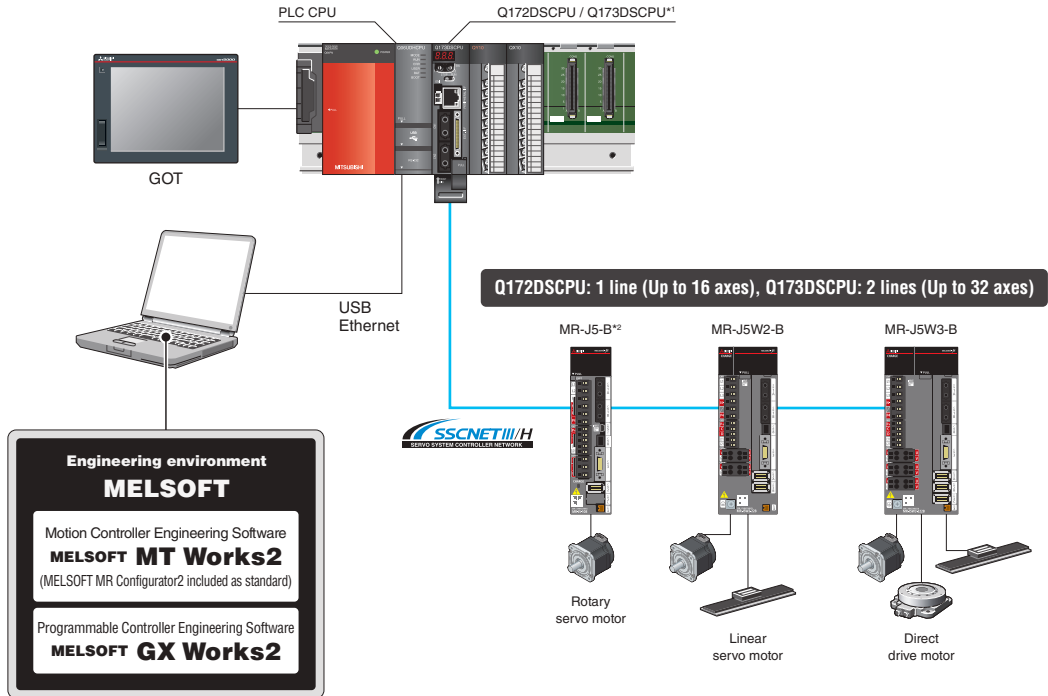 PLC CPU
Q172DSCPU / Q173DSCPU*1
MITSUBISHI
GOT
USB
Ethernet
Q172DSCPU: 1 line (Up to 16 axes), Q173DSCPU: 2 lines (Up to 32 axes)
MR-J5-B*2
MR-J5W2-B
MR-J5W3-B
SSCNETIII/H
SERVO SYSTEM CONTROLLER NETWORK
Rotary
servo motor
Linear
servo motor
Direct
drive motor
Engineering environment
MELSOFT
Motion Controller Engineering Software
MELSOFT MT Works2
(MELSOFT MR Configurator2 included as standard)
Programmable Controller Engineering Software
MELSOFT GX Works2